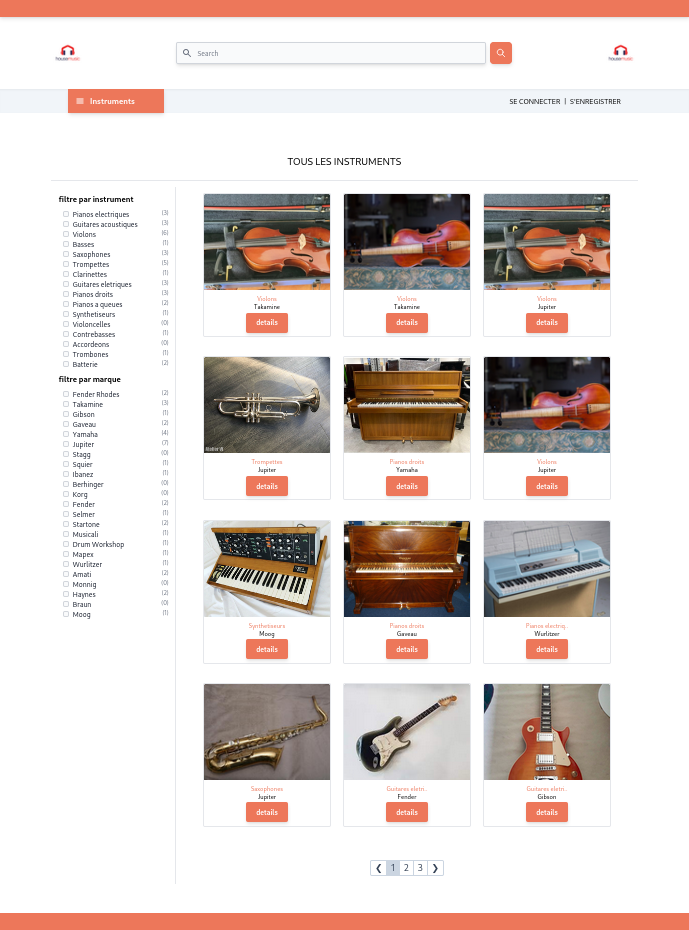 housemusic
Search
housemusic
Instruments
SE CONNECTER | S'ENREGISTRER
TOUS LES INSTRUMENTS
filtre par instrument
Pianos electriques (3)
Guitares acoustiques (3)
Violons (6)
Basses (1)
Saxophones (3)
Trompettes (5)
Clarinettes (1)
Guitares eletriques (3)
Pianos droits (3)
Pianos a queues (2)
Synthetiseurs (1)
Violoncelles (0)
Contrebasses (1)
Accordeons (0)
Trombones (1)
Batterie (2)
filtre par marque
Fender Rhodes (2)
Takamine (3)
Gibson (1)
Gaveau (2)
Yamaha (4)
Jupiter (7)
Stagg (0)
Squier (1)
Ibanez (1)
Berhinger (0)
Korg (0)
Fender (2)
Selmer (1)
Startone (2)
Musicali (1)
Drum Workshop (1)
Mapex (1)
Wurlitzer (1)
Amati (2)
Monnig (0)
Haynes (2)
Braun (0)
Moog (1)
Violons
Takamine
details
Violons
Takamine
details
Violons
Jupiter
details
Trompettes
Jupiter
details
Pianos droits
Yamaha
details
Violons
Jupiter
details
Synthetiseurs
Moog
details
Pianos droits
Gaveau
details
Pianos electriq..
Wurlitzer
details
Saxophones
Jupiter
details
Guitares eletri..
Fender
details
Guitares eletri..
Gibson
details
❮ 1 2 3 ❯